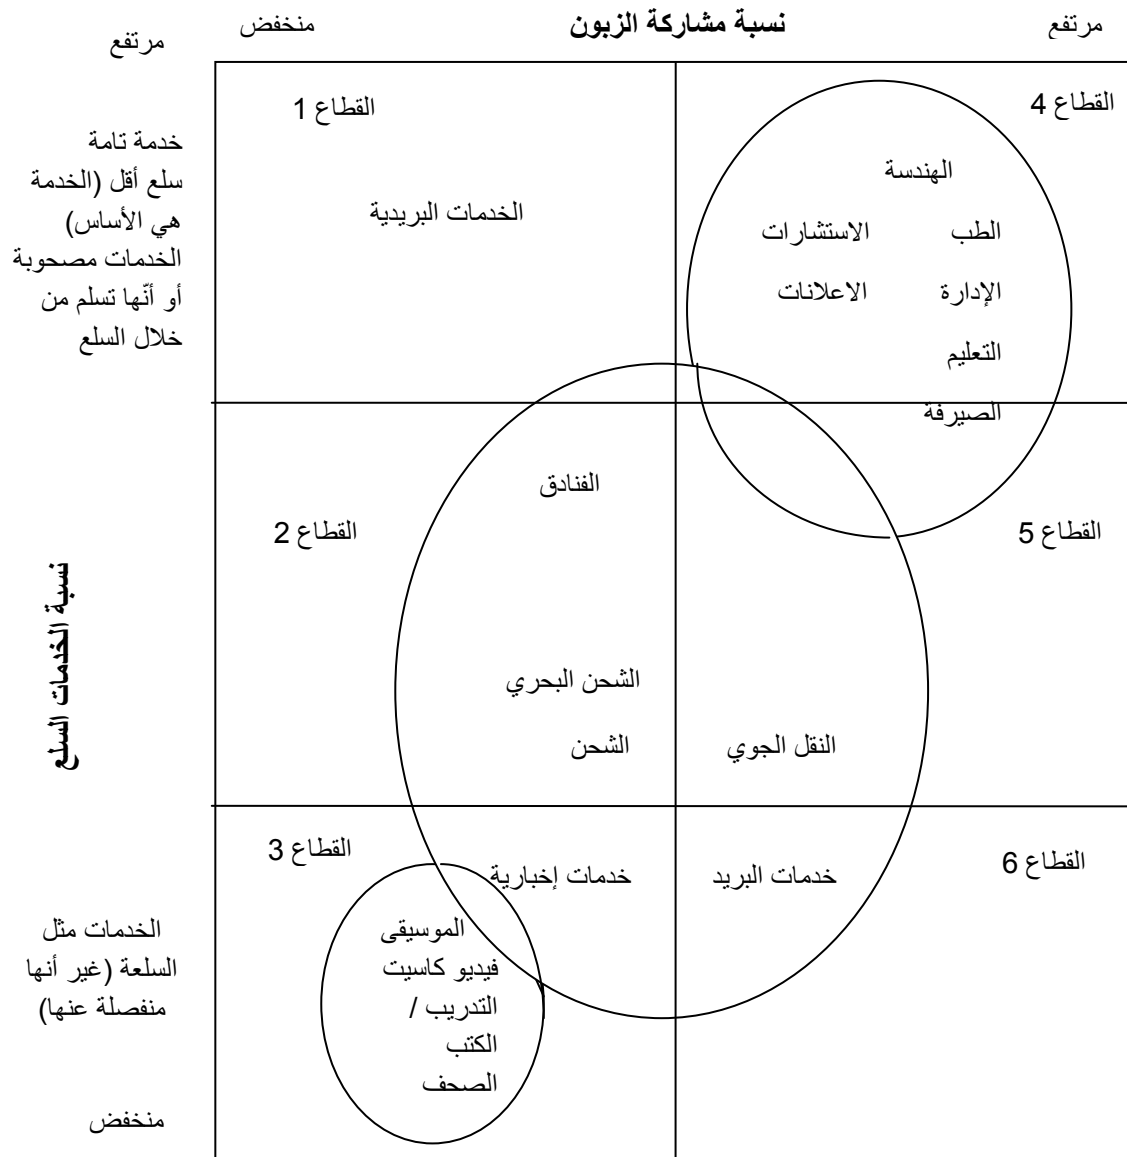 مرتفع نسبة مشاركة الزبون منخفض
مرتفع
القطاع 4
القطاع 1
الهندسة
الطب
الاستشارات
الإدارة
الاعلانات
التعليم
الصيرفة
الخدمات البريدية
خدمة تامة
سلع أقل (الخدمة
هي الأساس)
الخدمات مصحوبة
أو أنّها تسلم من
خلال السلع
القطاع 5
القطاع 2
الفنادق
الشحن البحري
الشحن
النقل الجوي
نسبة الخدمات السلع
القطاع 6
القطاع 3
خدمات البريد
خدمات إخبارية
الموسيقى
فيديو كاسيت
التدريب /
الكتب
الصحف
الخدمات مثل
السلعة (غير أنها
منفصلة عنها)
منخفض